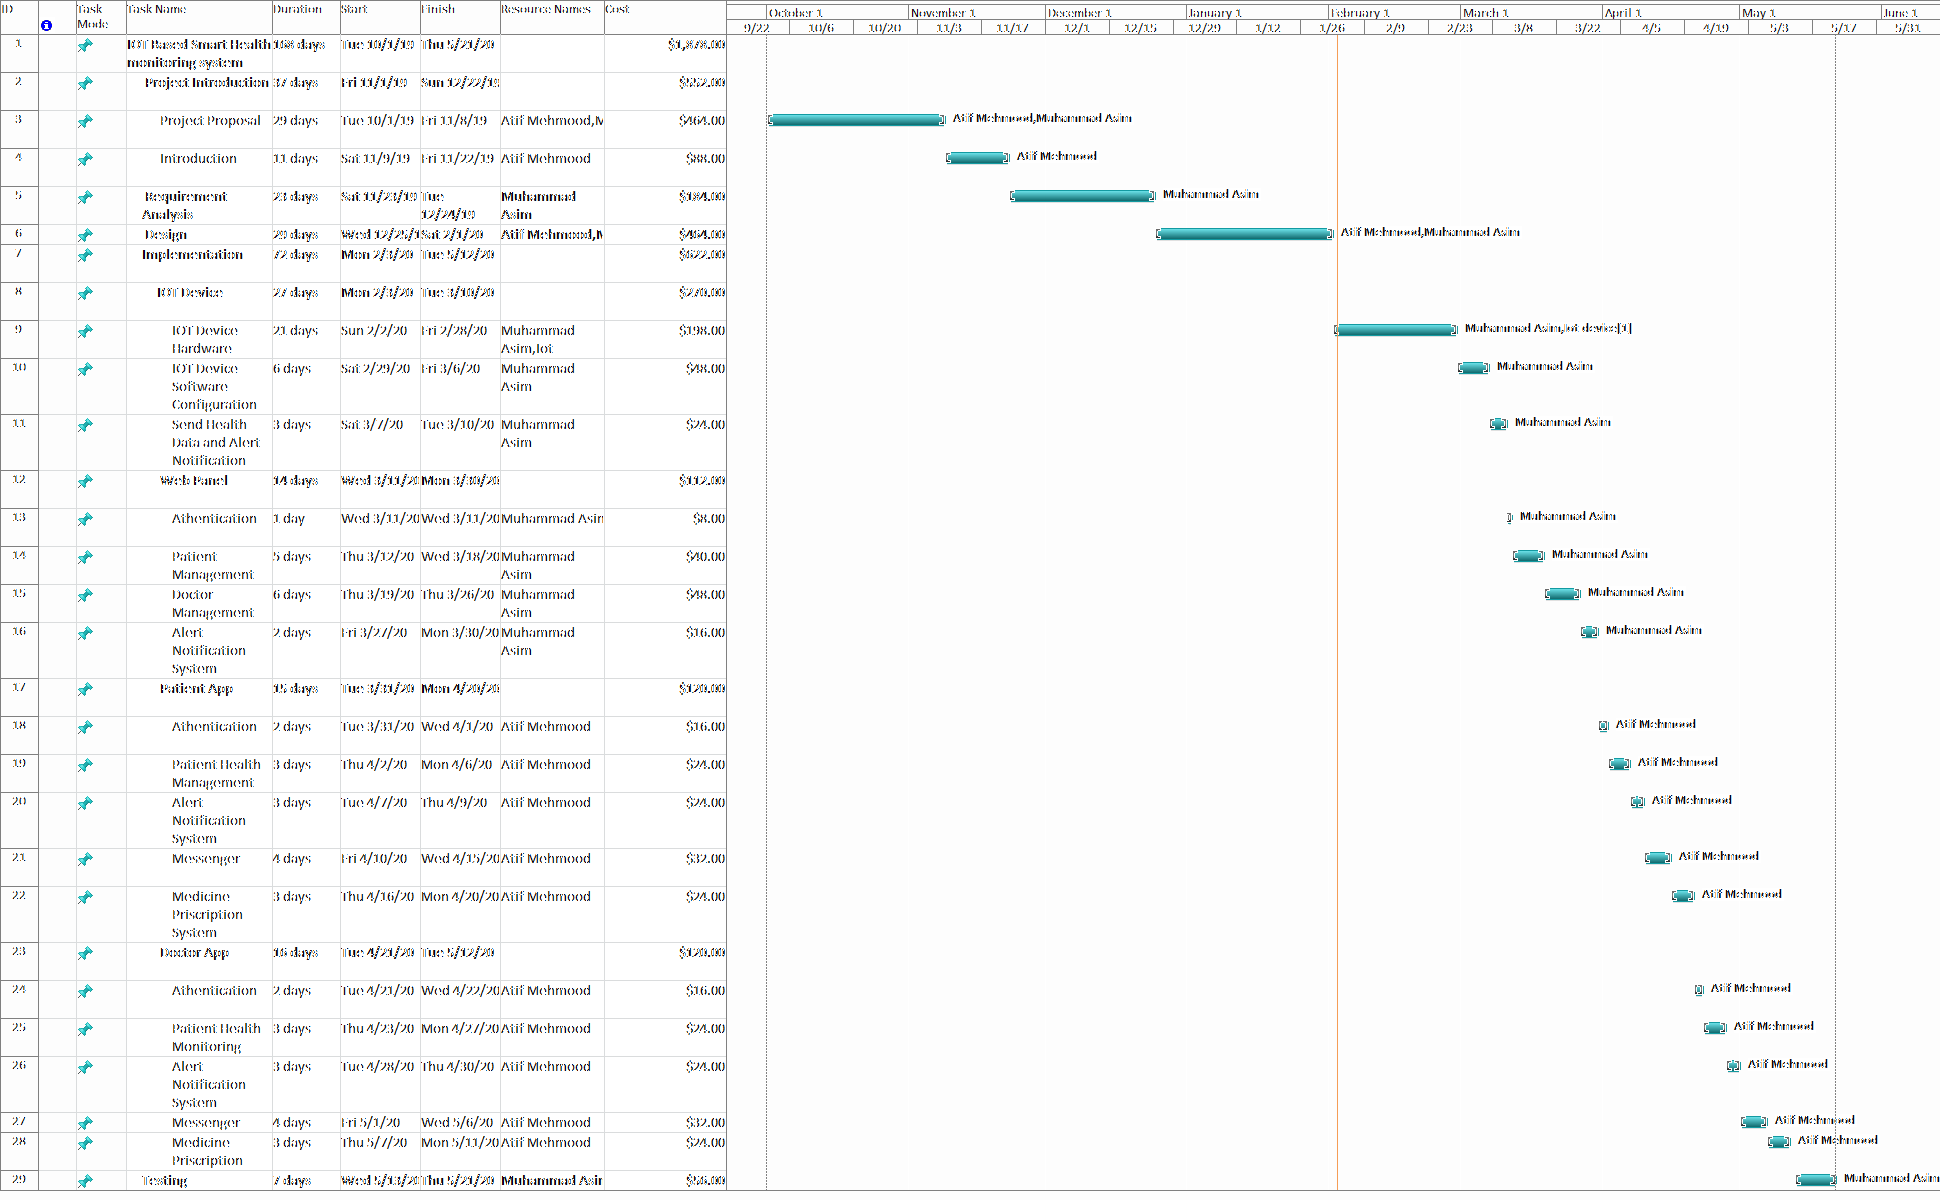 ID Task Mode Task Name Duration Start Finish Resource Names Cost
October 1 November 1 December 1 January 1 February 1 March 1 April 1 May 1 June 1
9/22 10/6 10/20 11/3 11/17 12/1 12/15 12/29 1/12 1/26 2/9 2/23 3/8 3/22 4/5 4/19 5/3 5/17 5/31
1 IOT Based Smart Health monitoring system 168 days Tue 10/1/19 Thu 5/21/20 $1,878.00
2 Project Introduction 37 days Fri 11/1/19 Sun 12/22/19 $552.00
3 Project Proposal 29 days Tue 10/1/19 Fri 11/8/19 Atif Mehmood,M $464.00 Atif Mehmood,Muhammad Asim
4 Introduction 11 days Sat 11/9/19 Fri 11/22/19 Atif Mehmood $88.00 Atif Mehmood
5 Requirement Analysis 23 days Sat 11/23/19 Tue 12/24/19 Muhammad Asim $184.00 Muhammad Asim
6 Design 29 days Wed 12/25/1 Sat 2/1/20 Atif Mehmood,M $464.00 Atif Mehmood,Muhammad Asim
7 Implementation 72 days Mon 2/3/20 Tue 5/12/20 $622.00
8 IOT Device 27 days Mon 2/3/20 Tue 3/10/20 $270.00
9 IOT Device Hardware 21 days Sun 2/2/20 Fri 2/28/20 Muhammad Asim,Iot $198.00 Muhammad Asim,Iot device[1]
10 IOT Device Software Configuration 6 days Sat 2/29/20 Fri 3/6/20 Muhammad Asim $48.00 Muhammad Asim
11 Send Health Data and Alert Notification 3 days Sat 3/7/20 Tue 3/10/20 Muhammad Asim $24.00 Muhammad Asim
12 Web Panel 14 days Wed 3/11/20 Mon 3/30/20 $112.00
13 Athentication 1 day Wed 3/11/20 Wed 3/11/20 Muhammad Asim $8.00 Muhammad Asim
14 Patient Management 5 days Thu 3/12/20 Wed 3/18/20 Muhammad Asim $40.00 Muhammad Asim
15 Doctor Management 6 days Thu 3/19/20 Thu 3/26/20 Muhammad Asim $48.00 Muhammad Asim
16 Alert Notification System 2 days Fri 3/27/20 Mon 3/30/20 Muhammad Asim $16.00 Muhammad Asim
17 Patient App 15 days Tue 3/31/20 Mon 4/20/20 $120.00
18 Athentication 2 days Tue 3/31/20 Wed 4/1/20 Atif Mehmood $16.00 Atif Mehmood
19 Patient Health Management 3 days Thu 4/2/20 Mon 4/6/20 Atif Mehmood $24.00 Atif Mehmood
20 Alert Notification System 3 days Tue 4/7/20 Thu 4/9/20 Atif Mehmood $24.00 Atif Mehmood
21 Messenger 4 days Fri 4/10/20 Wed 4/15/20 Atif Mehmood $32.00 Atif Mehmood
22 Medicine Priscription System 3 days Thu 4/16/20 Mon 4/20/20 Atif Mehmood $24.00 Atif Mehmood
23 Doctor App 16 days Tue 4/21/20 Tue 5/12/20 $120.00
24 Athentication 2 days Tue 4/21/20 Wed 4/22/20 Atif Mehmood $16.00 Atif Mehmood
25 Patient Health Monitoring 3 days Thu 4/23/20 Mon 4/27/20 Atif Mehmood $24.00 Atif Mehmood
26 Alert Notification System 3 days Tue 4/28/20 Thu 4/30/20 Atif Mehmood $24.00 Atif Mehmood
27 Messenger 4 days Fri 5/1/20 Wed 5/6/20 Atif Mehmood $32.00 Atif Mehmood
28 Medicine Priscription 3 days Thu 5/7/20 Mon 5/11/20 Atif Mehmood $24.00 Atif Mehmood
29 Testing 7 days Wed 5/13/20 Thu 5/21/20 Muhammad Asim $56.00 Muhammad Asim